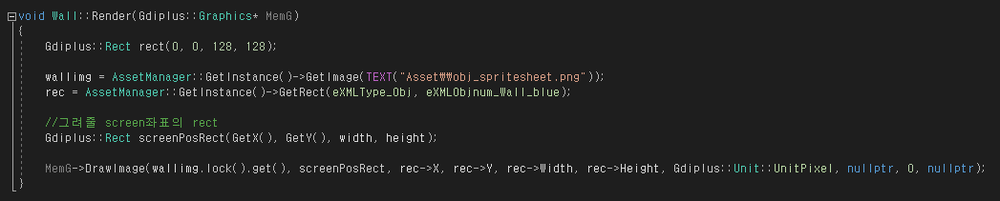 void Wall::Render(Gdiplus::Graphics* MemG)
{
Gdiplus::Rect rect(0, 0, 128, 128);
wallimg = AssetManager::GetInstance()->GetImage(TEXT("Asset₩₩obj_spritesheet.png"));
rec = AssetManager::GetInstance()->GetRect(eXMLType_Obj, eXMLObjnum_Wall_blue);
//그려줄 screen좌표의 rect
Gdiplus::Rect screenPosRect(GetX(), GetY(), width, height);
MemG->DrawImage(wallimg.lock().get(), screenPosRect, rec->X, rec->Y, rec->Width, rec->Height, Gdiplus::Unit::UnitPixel, nullptr, 0, nullptr);
}